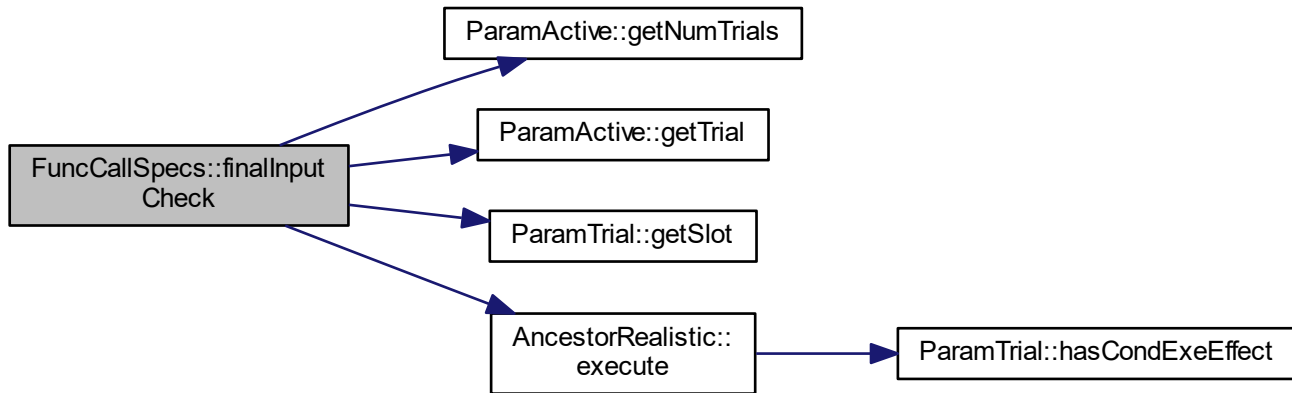 ParamActive::getNumTrials
ParamActive::getTrial
FuncCallSpecs::finalInput
Check
ParamTrial::getSlot
AncestorRealistic::
execute
ParamTrial::hasCondExeEffect